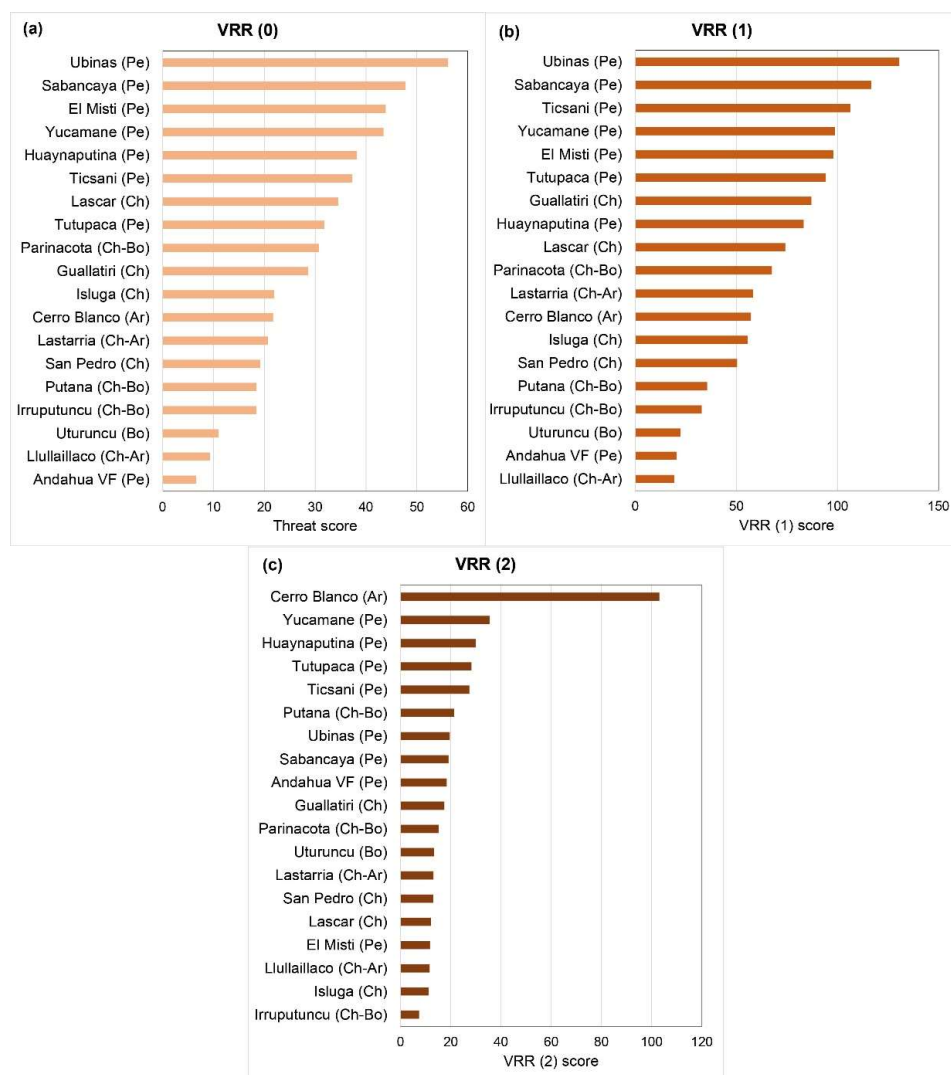 (a) VRR (0)
Ubinas (Pe)
Sabancaya (Pe)
El Misti (Pe)
Yucamane (Pe)
Huaynaputina (Pe)
Ticsani (Pe)
Lascar (Ch)
Tutupaca (Pe)
Parinacota (Ch-Bo)
Guallatiri (Ch)
Isluga (Ch)
Cerro Blanco (Ar)
Lastarria (Ch-Ar)
San Pedro (Ch)
Putana (Ch-Bo)
Irruputuncu (Ch-Bo)
Uturuncu (Bo)
Llullaillaco (Ch-Ar)
Andahua VF (Pe)
0 10 20 30 40 50 60
Threat score
(b) VRR (1)
Ubinas (Pe)
Sabancaya (Pe)
Ticsani (Pe)
Yucamane (Pe)
El Misti (Pe)
Tutupaca (Pe)
Guallatiri (Ch)
Huaynaputina (Pe)
Lascar (Ch)
Parinacota (Ch-Bo)
Lastarria (Ch-Ar)
Cerro Blanco (Ar)
Isluga (Ch)
San Pedro (Ch)
Putana (Ch-Bo)
Irruputuncu (Ch-Bo)
Uturuncu (Bo)
Andahua VF (Pe)
Llullaillaco (Ch-Ar)
0 50 100 150
VRR (1) score
(c) VRR (2)
Cerro Blanco (Ar)
Yucamane (Pe)
Huaynaputina (Pe)
Tutupaca (Pe)
Ticsani (Pe)
Putana (Ch-Bo)
Ubinas (Pe)
Sabancaya (Pe)
Andahua VF (Pe)
Guallatiri (Ch)
Parinacota (Ch-Bo)
Uturuncu (Bo)
Lastarria (Ch-Ar)
San Pedro (Ch)
Lascar (Ch)
El Misti (Pe)
Llullaillaco (Ch-Ar)
Isluga (Ch)
Irruputuncu (Ch-Bo)
0 20 40 60 80 100 120
VRR (2) score